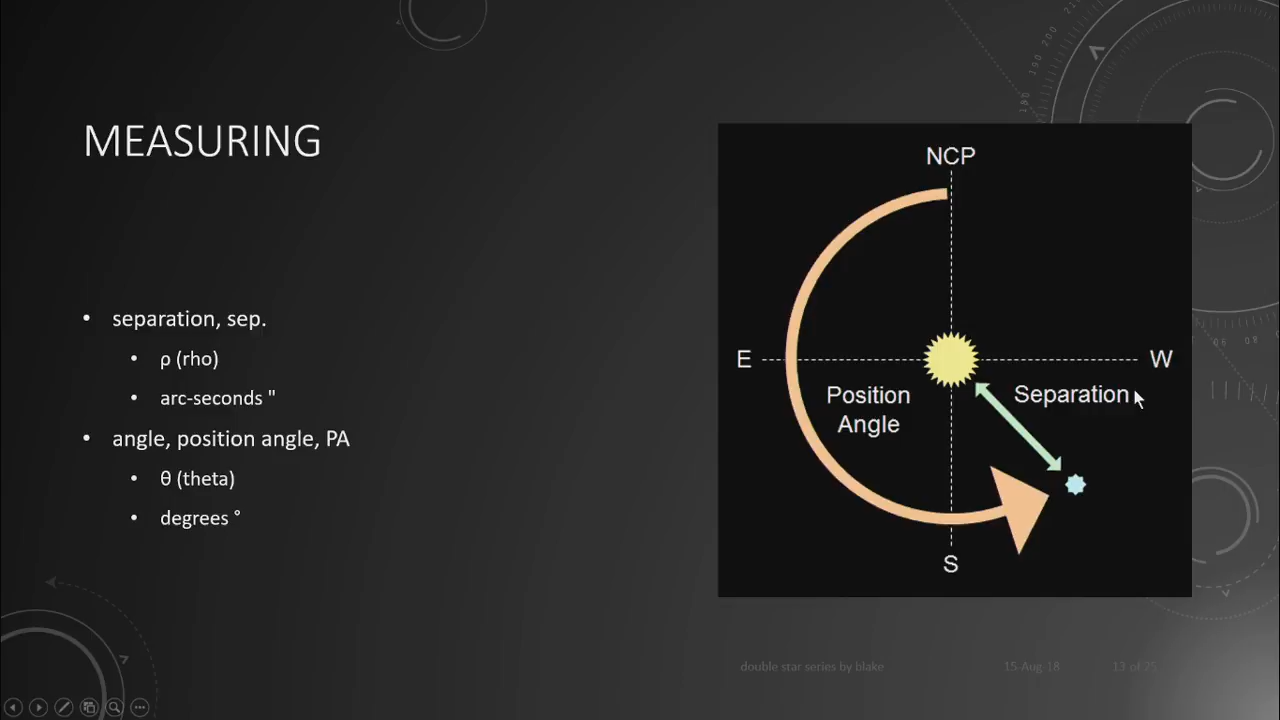 MEASURING
• separation, sep.
• ρ (rho)
• arc-seconds "
• angle, position angle, PA
• θ (theta)
• degrees °
NCP
E
W
Position
Angle
Separation
S
double star series by blake
15-Aug-18
13 of 75